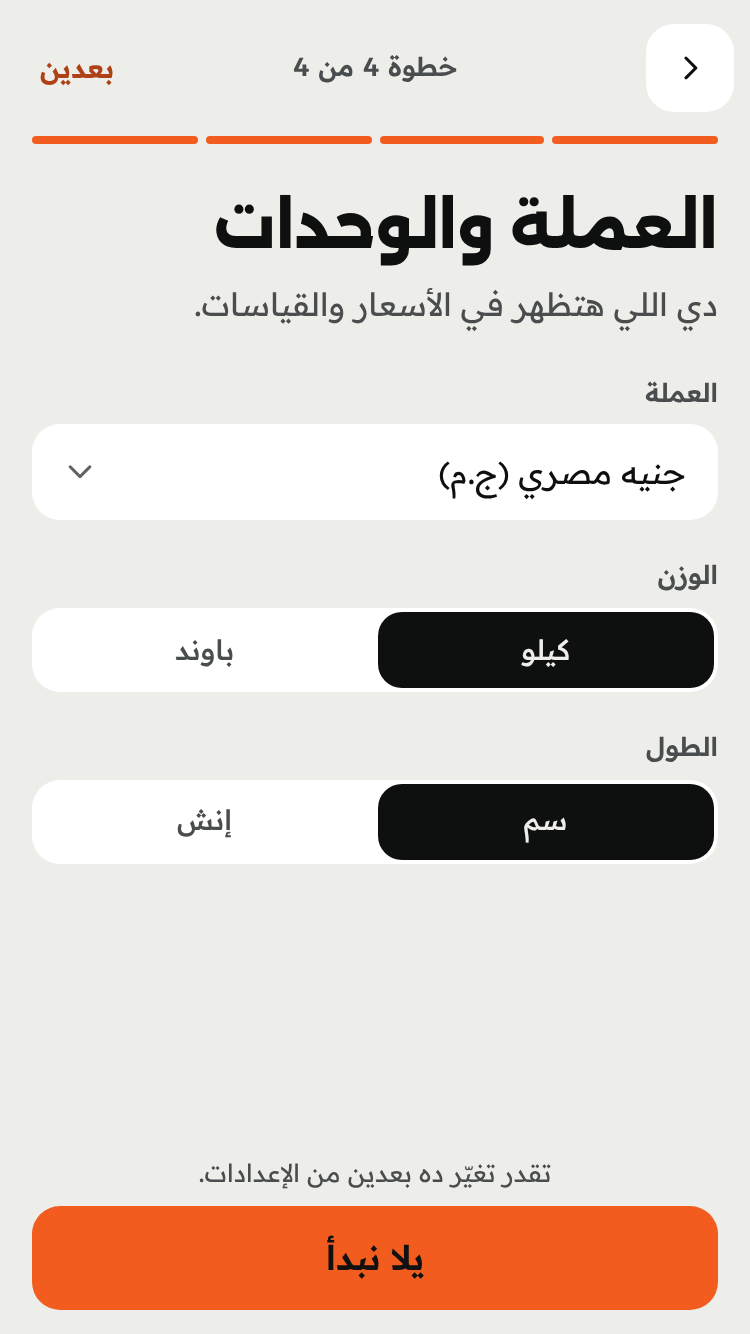 خطوة 4 من 4
بعدين
العملة والوحدات
دي اللي هتظهر في الأسعار والقياسات.
العملة
جنيه مصري (ج.م)
الوزن
كيلو
باوند
الطول
سم
إنش
تقدر تغيّر ده بعدين من الإعدادات.
يلا نبدأ